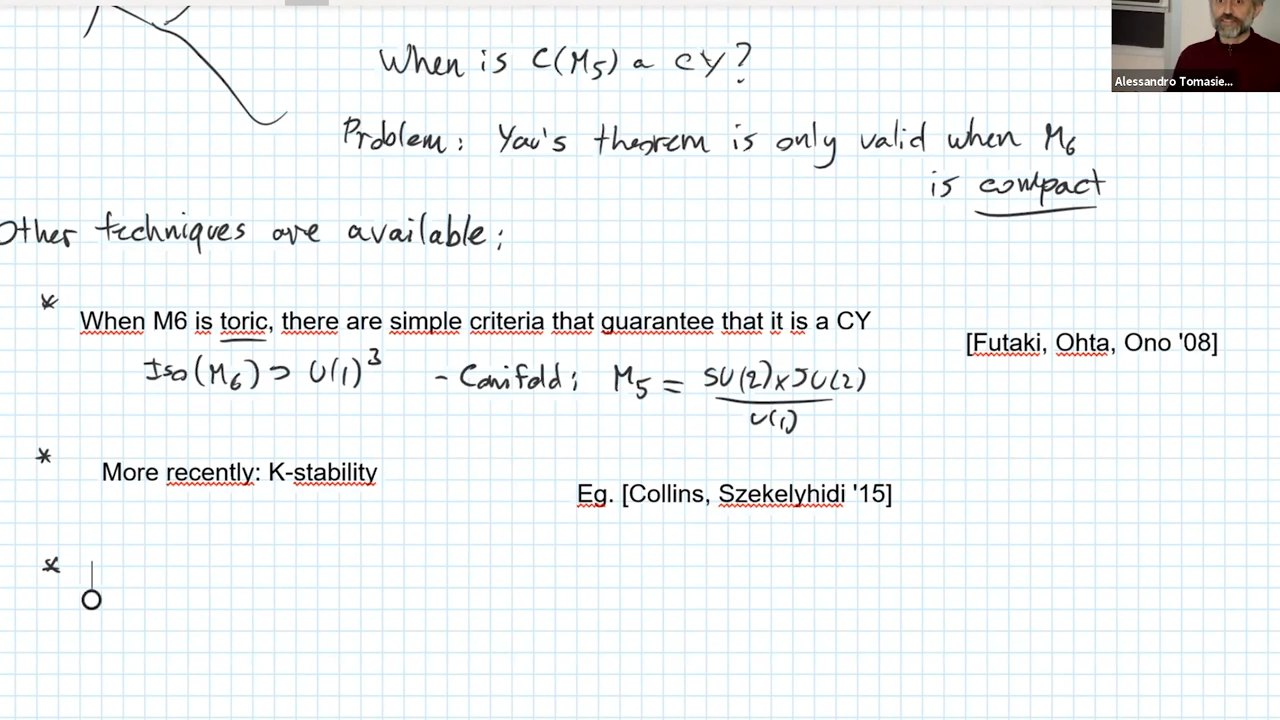 When is C(M5) a CY?
Problem: Yau's theorem is only valid when M6
is compact
Other techniques are available:
* When M6 is toric, there are simple criteria that guarantee that it is a CY
[Futaki, Ohta, Ono '08]
Iso(M6) ⊃ U(1)^3 - Conifold: M5 = SU(2)×SU(2)
U(1)
* More recently: K-stability
Eg. [Collins, Szekelyhidi '15]
*
Alessandro Tomasie...